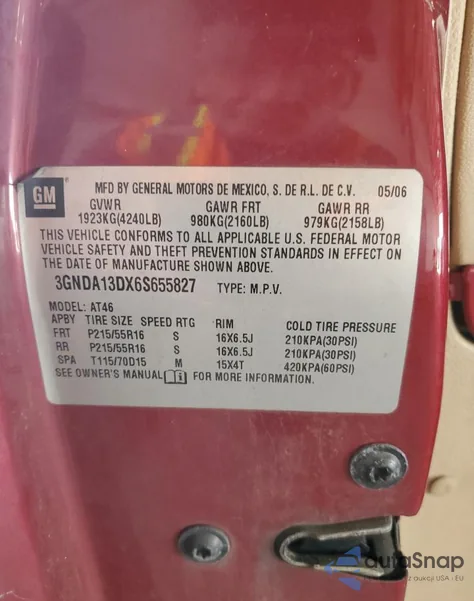 GM
MFD BY GENERAL MOTORS DE MEXICO, S. DE R.L. DE C.V. 05/06
GVWR GAWR FRT GAWR RR
1923KG(4240LB) 980KG(2160LB) 979KG(2158LB)
THIS VEHICLE CONFORMS TO ALL APPLICABLE U.S. FEDERAL MOTOR
VEHICLE SAFETY AND THEFT PREVENTION STANDARDS IN EFFECT ON
THE DATE OF MANUFACTURE SHOWN ABOVE.
3GNDA13DX6S655827 TYPE: M.P.V.
MODEL: AT46
APBY TIRE SIZE SPEED RTG RIM COLD TIRE PRESSURE
FRT P215/55R16 S 16X6.5J 210KPA(30PSI)
RR P215/55R16 S 16X6.5J 210KPA(30PSI)
SPA T115/70D15 M 15X4T 420KPA(60PSI)
SEE OWNER'S MANUAL i FOR MORE INFORMATION.
autaSnap
z aukcji USA i EU